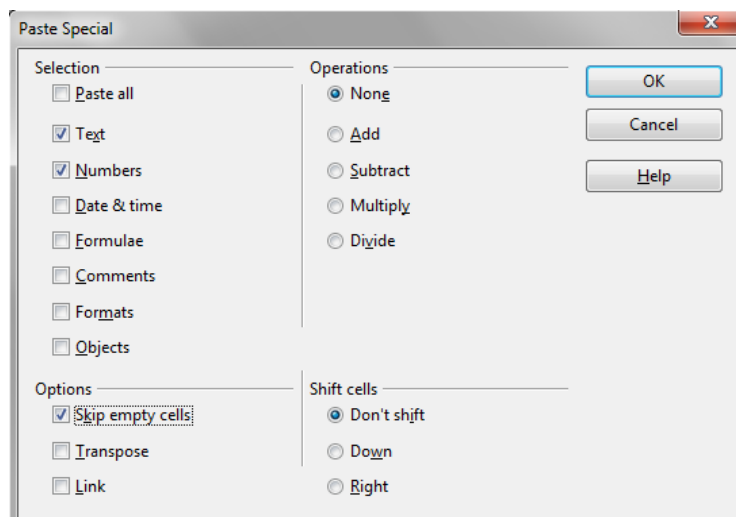 Paste Special
Selection
Paste all
Text
Numbers
Date & time
Formulae
Comments
Formats
Objects
Operations
None
Add
Subtract
Multiply
Divide
OK
Cancel
Help
Options
Skip empty cells
Transpose
Link
Shift cells
Don't shift
Down
Right